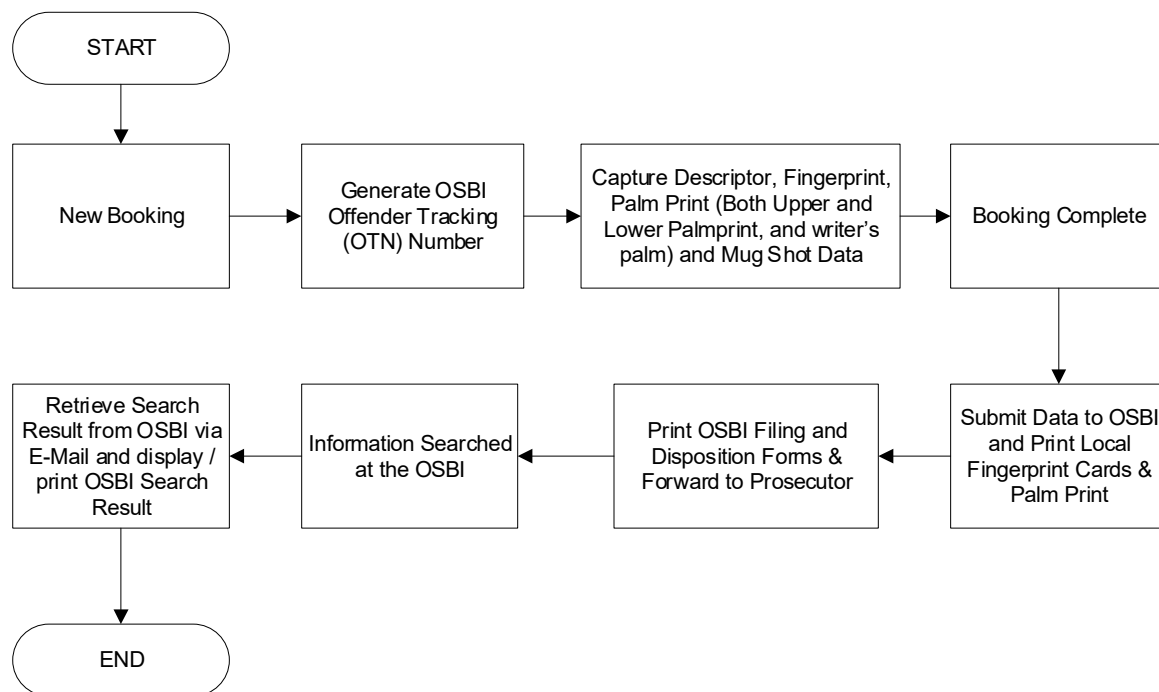 START
New Booking
Generate OSBI
Offender Tracking
(OTN) Number
Capture Descriptor, Fingerprint,
Palm Print (Both Upper and
Lower Palmprint, and writer’s
palm) and Mug Shot Data
Booking Complete
Submit Data to OSBI
and Print Local
Fingerprint Cards &
Palm Print
Print OSBI Filing and
Disposition Forms &
Forward to Prosecutor
Information Searched
at the OSBI
Retrieve Search
Result from OSBI via
E-Mail and display /
print OSBI Search
Result
END